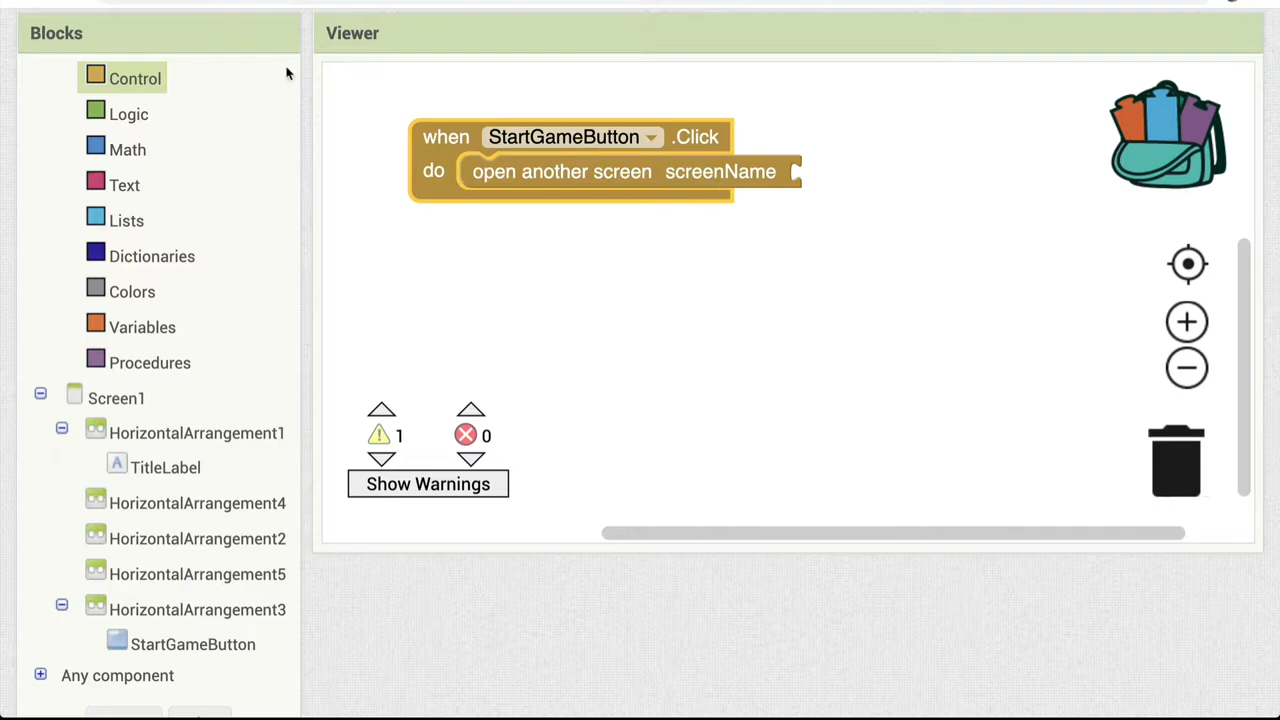 Blocks
Viewer
Control
Logic
Math
Text
Lists
Dictionaries
Colors
Variables
Procedures
Screen1
HorizontalArrangement1
A TitleLabel
HorizontalArrangement4
HorizontalArrangement2
HorizontalArrangement5
HorizontalArrangement3
StartGameButton
Any component
when StartGameButton .Click
do open another screen screenName
1 0
Show Warnings